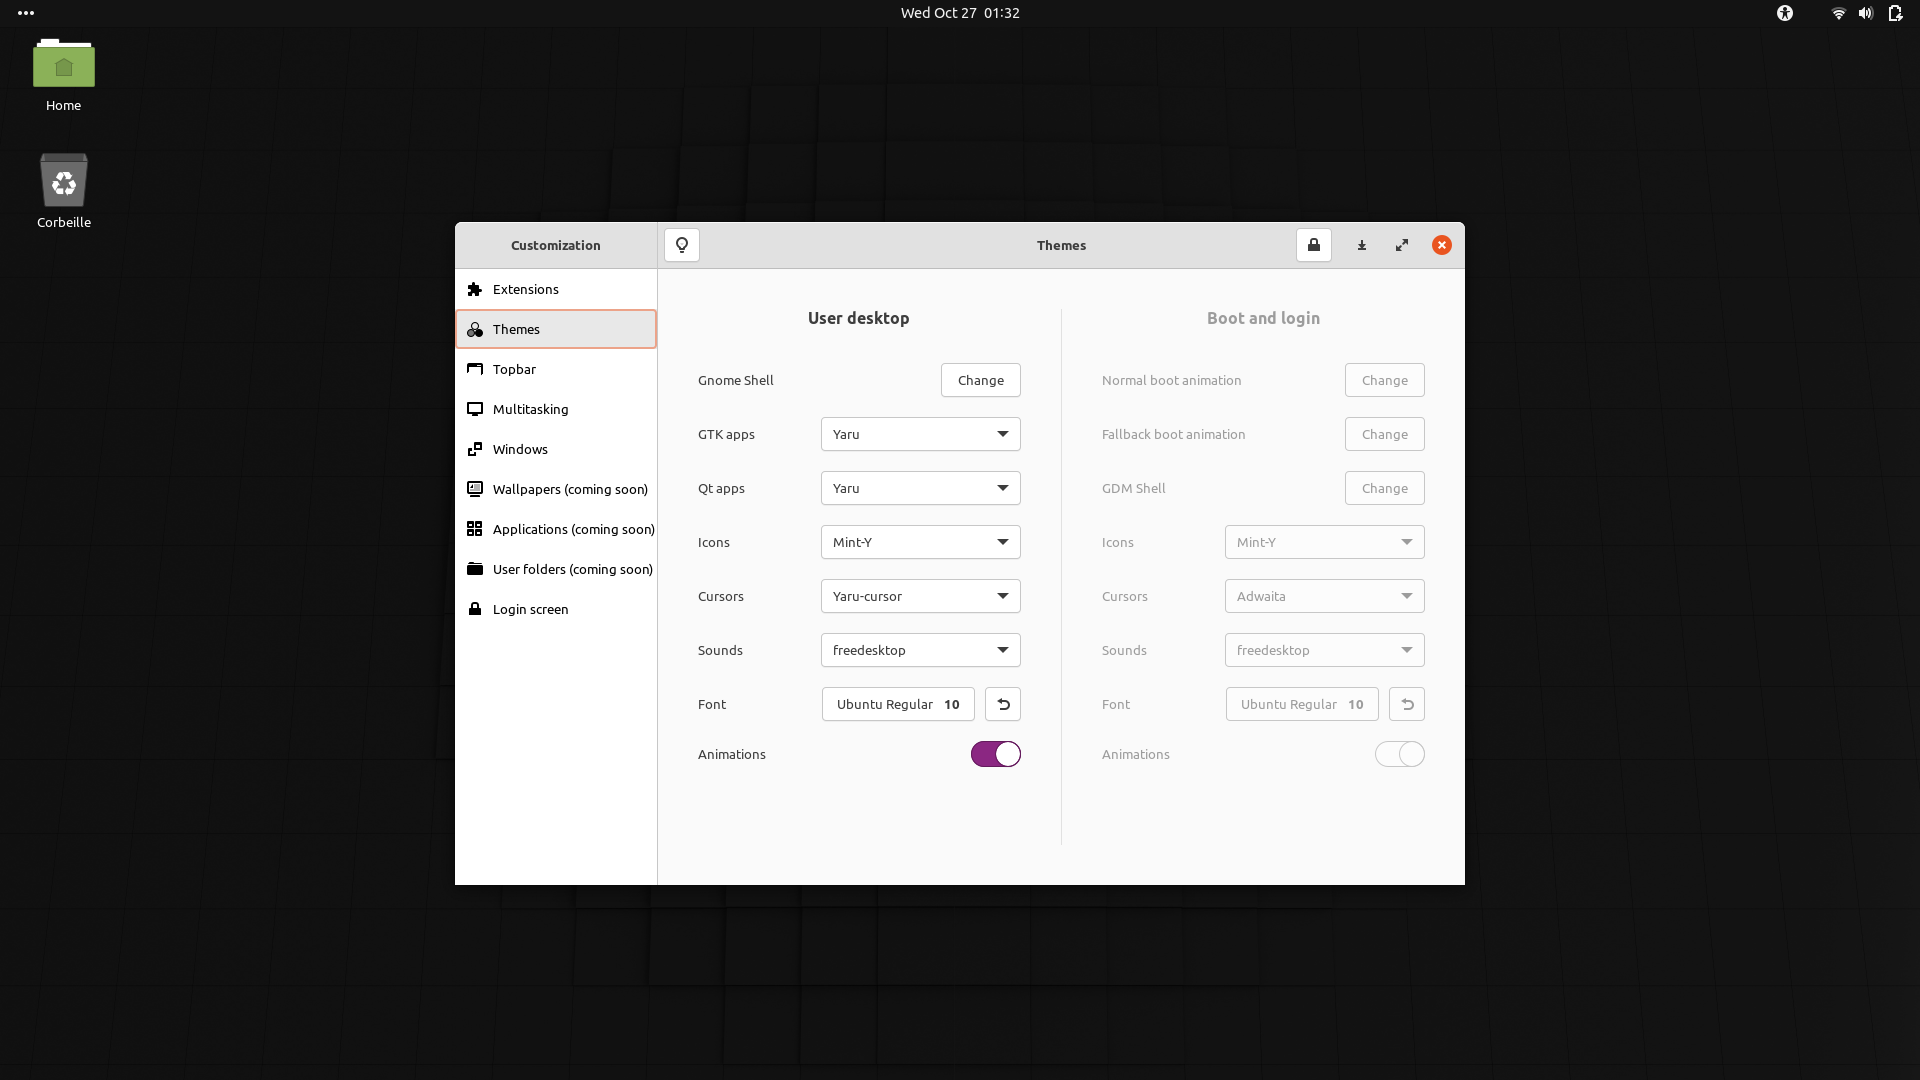 Wed Oct 27 01:32
Home
Corbeille
Customization
Themes
Extensions
Themes
Topbar
Multitasking
Windows
Wallpapers (coming soon)
Applications (coming soon)
User folders (coming soon)
Login screen
User desktop
Gnome Shell Change
GTK apps Yaru
Qt apps Yaru
Icons Mint-Y
Cursors Yaru-cursor
Sounds freedesktop
Font Ubuntu Regular 10
Animations
Boot and login
Normal boot animation Change
Fallback boot animation Change
GDM Shell Change
Icons Mint-Y
Cursors Adwaita
Sounds freedesktop
Font Ubuntu Regular 10
Animations